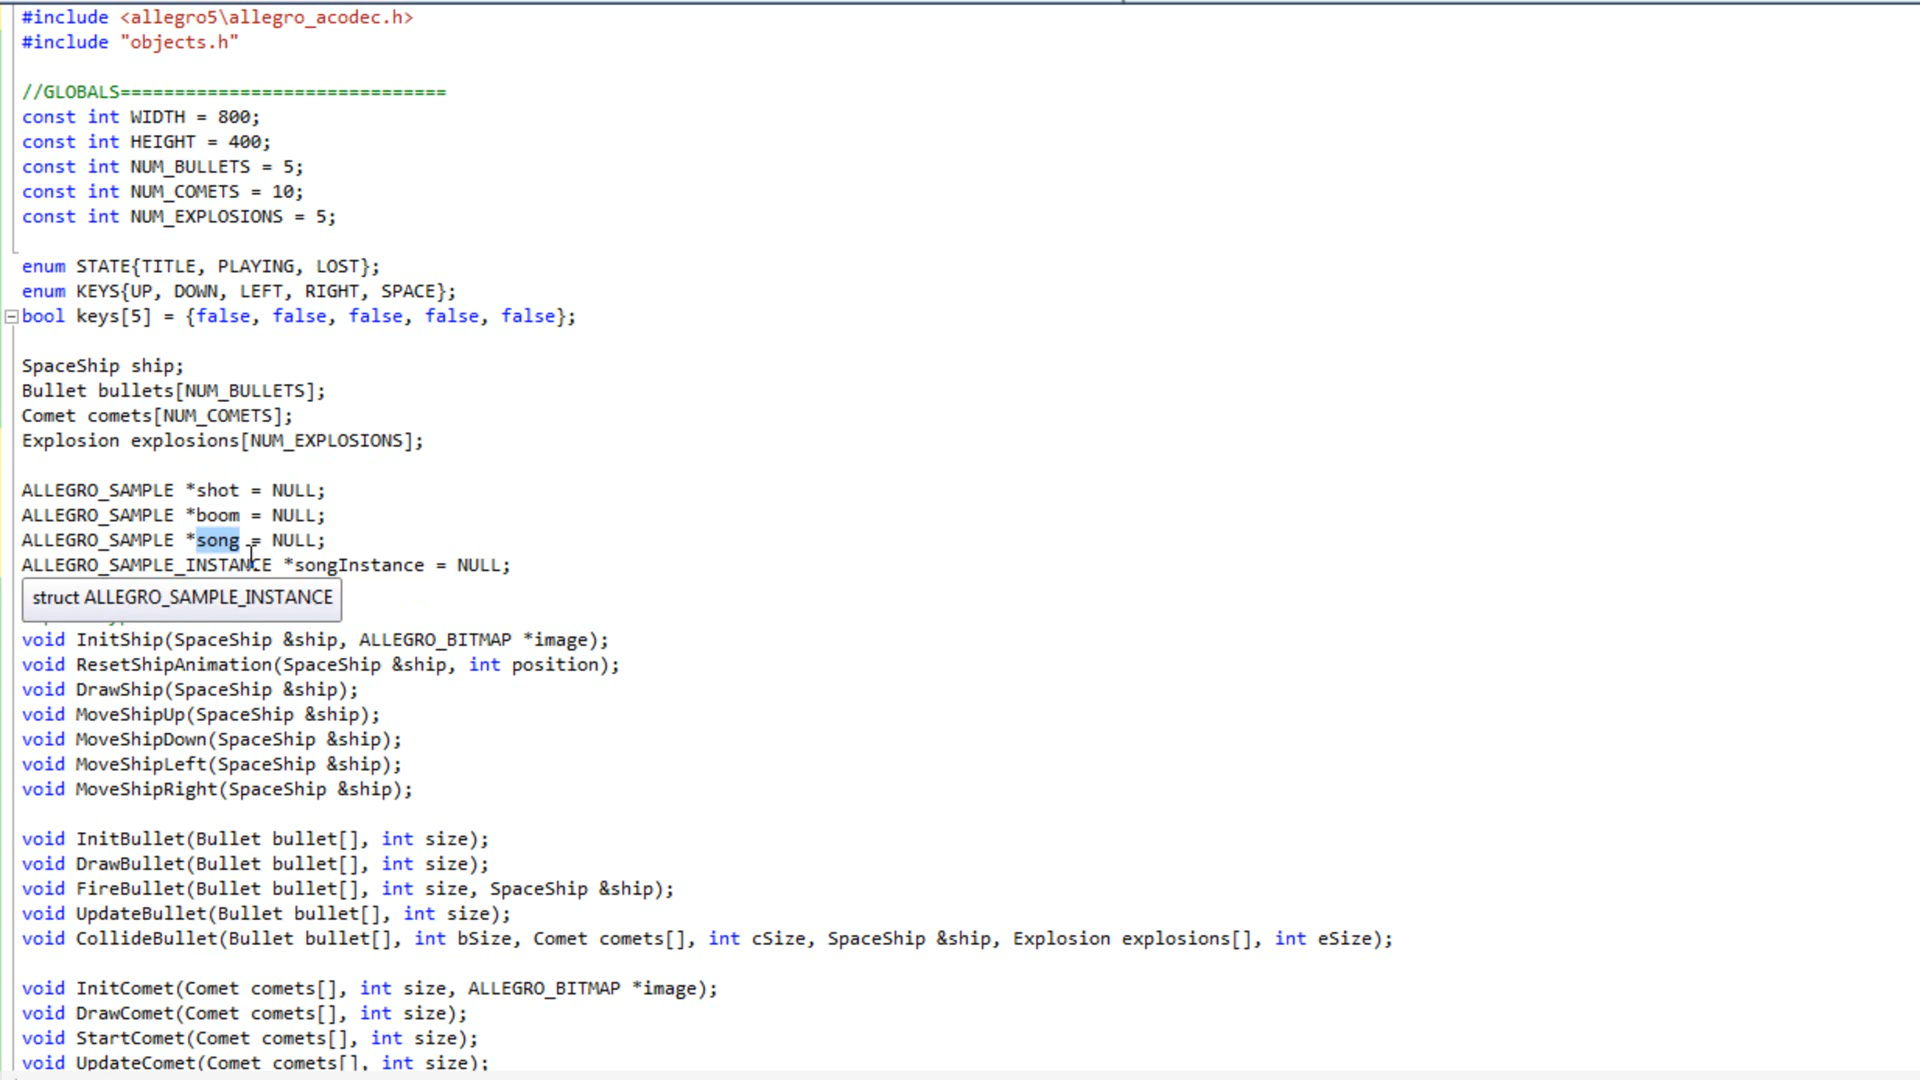 #include <allegro5\allegro_acodec.h>
#include "objects.h"
//GLOBALS==============================
const int WIDTH = 800;
const int HEIGHT = 400;
const int NUM_BULLETS = 5;
const int NUM_COMETS = 10;
const int NUM_EXPLOSIONS = 5;
enum STATE{TITLE, PLAYING, LOST};
enum KEYS{UP, DOWN, LEFT, RIGHT, SPACE};
bool keys[5] = {false, false, false, false, false};
SpaceShip ship;
Bullet bullets[NUM_BULLETS];
Comet comets[NUM_COMETS];
Explosion explosions[NUM_EXPLOSIONS];
ALLEGRO_SAMPLE *shot = NULL;
ALLEGRO_SAMPLE *boom = NULL;
ALLEGRO_SAMPLE *song = NULL;
ALLEGRO_SAMPLE_INSTANCE *songInstance = NULL;
struct ALLEGRO_SAMPLE_INSTANCE
void InitShip(SpaceShip &ship, ALLEGRO_BITMAP *image);
void ResetShipAnimation(SpaceShip &ship, int position);
void DrawShip(SpaceShip &ship);
void MoveShipUp(SpaceShip &ship);
void MoveShipDown(SpaceShip &ship);
void MoveShipLeft(SpaceShip &ship);
void MoveShipRight(SpaceShip &ship);
void InitBullet(Bullet bullet[], int size);
void DrawBullet(Bullet bullet[], int size);
void FireBullet(Bullet bullet[], int size, SpaceShip &ship);
void UpdateBullet(Bullet bullet[], int size);
void CollideBullet(Bullet bullet[], int bSize, Comet comets[], int cSize, SpaceShip &ship, Explosion explosions[], int eSize);
void InitComet(Comet comets[], int size, ALLEGRO_BITMAP *image);
void DrawComet(Comet comets[], int size);
void StartComet(Comet comets[], int size);
void UpdateComet(Comet comets[], int size);